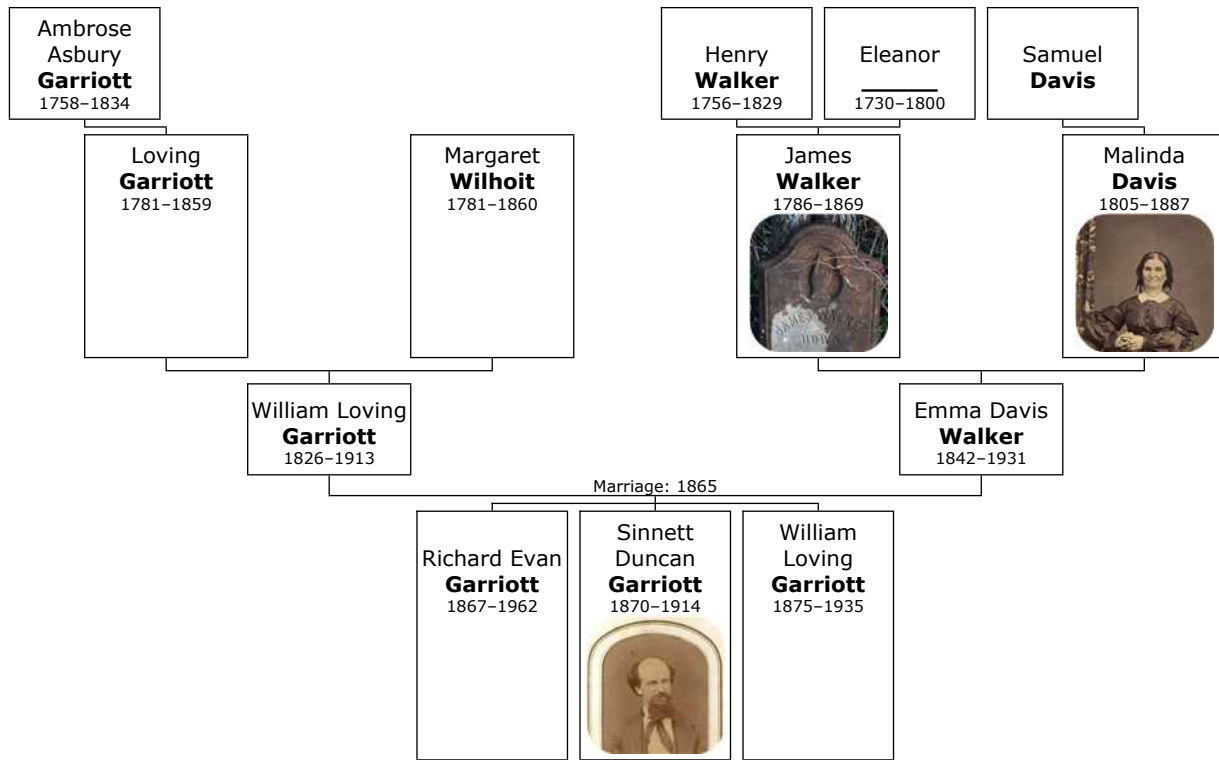 Ambrose
Asbury
Garriott
1758–1834
Henry
Walker
1756–1829
Eleanor
______
1730–1800
Samuel
Davis
Loving
Garriott
1781–1859
Margaret
Wilhoit
1781–1860
James
Walker
1786–1869
Malinda
Davis
1805–1887
William Loving
Garriott
1826–1913
Emma Davis
Walker
1842–1931
Marriage: 1865
Richard Evan
Garriott
1867–1962
Sinnett
Duncan
Garriott
1870–1914
William
Loving
Garriott
1875–1935